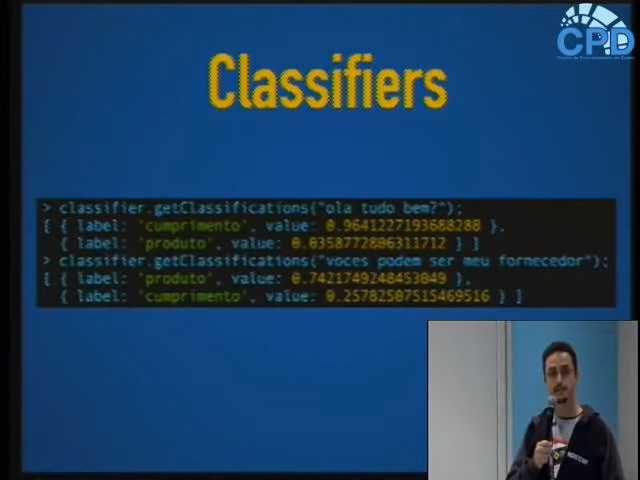 CPD
Classifiers
> classifier.getClassifications("ola tudo bem?");
[ { label: 'cumprimento', value: 0.9641227193688288 },
{ label: 'produto', value: 0.0358772806311712 } ]
> classifier.getClassifications("voces podem ser meu fornecedor");
[ { label: 'produto', value: 0.7421749248453049 },
{ label: 'cumprimento', value: 0.25782507515469516 } ]